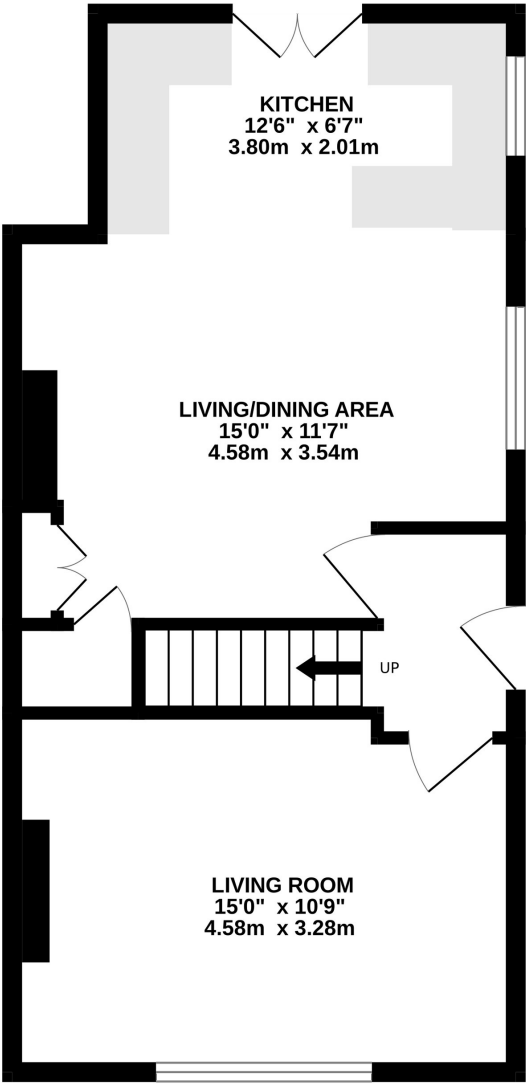 KITCHEN
12'6" x 6'7"
3.80m x 2.01m
LIVING/DINING AREA
15'0" x 11'7"
4.58m x 3.54m
UP
LIVING ROOM
15'0" x 10'9"
4.58m x 3.28m